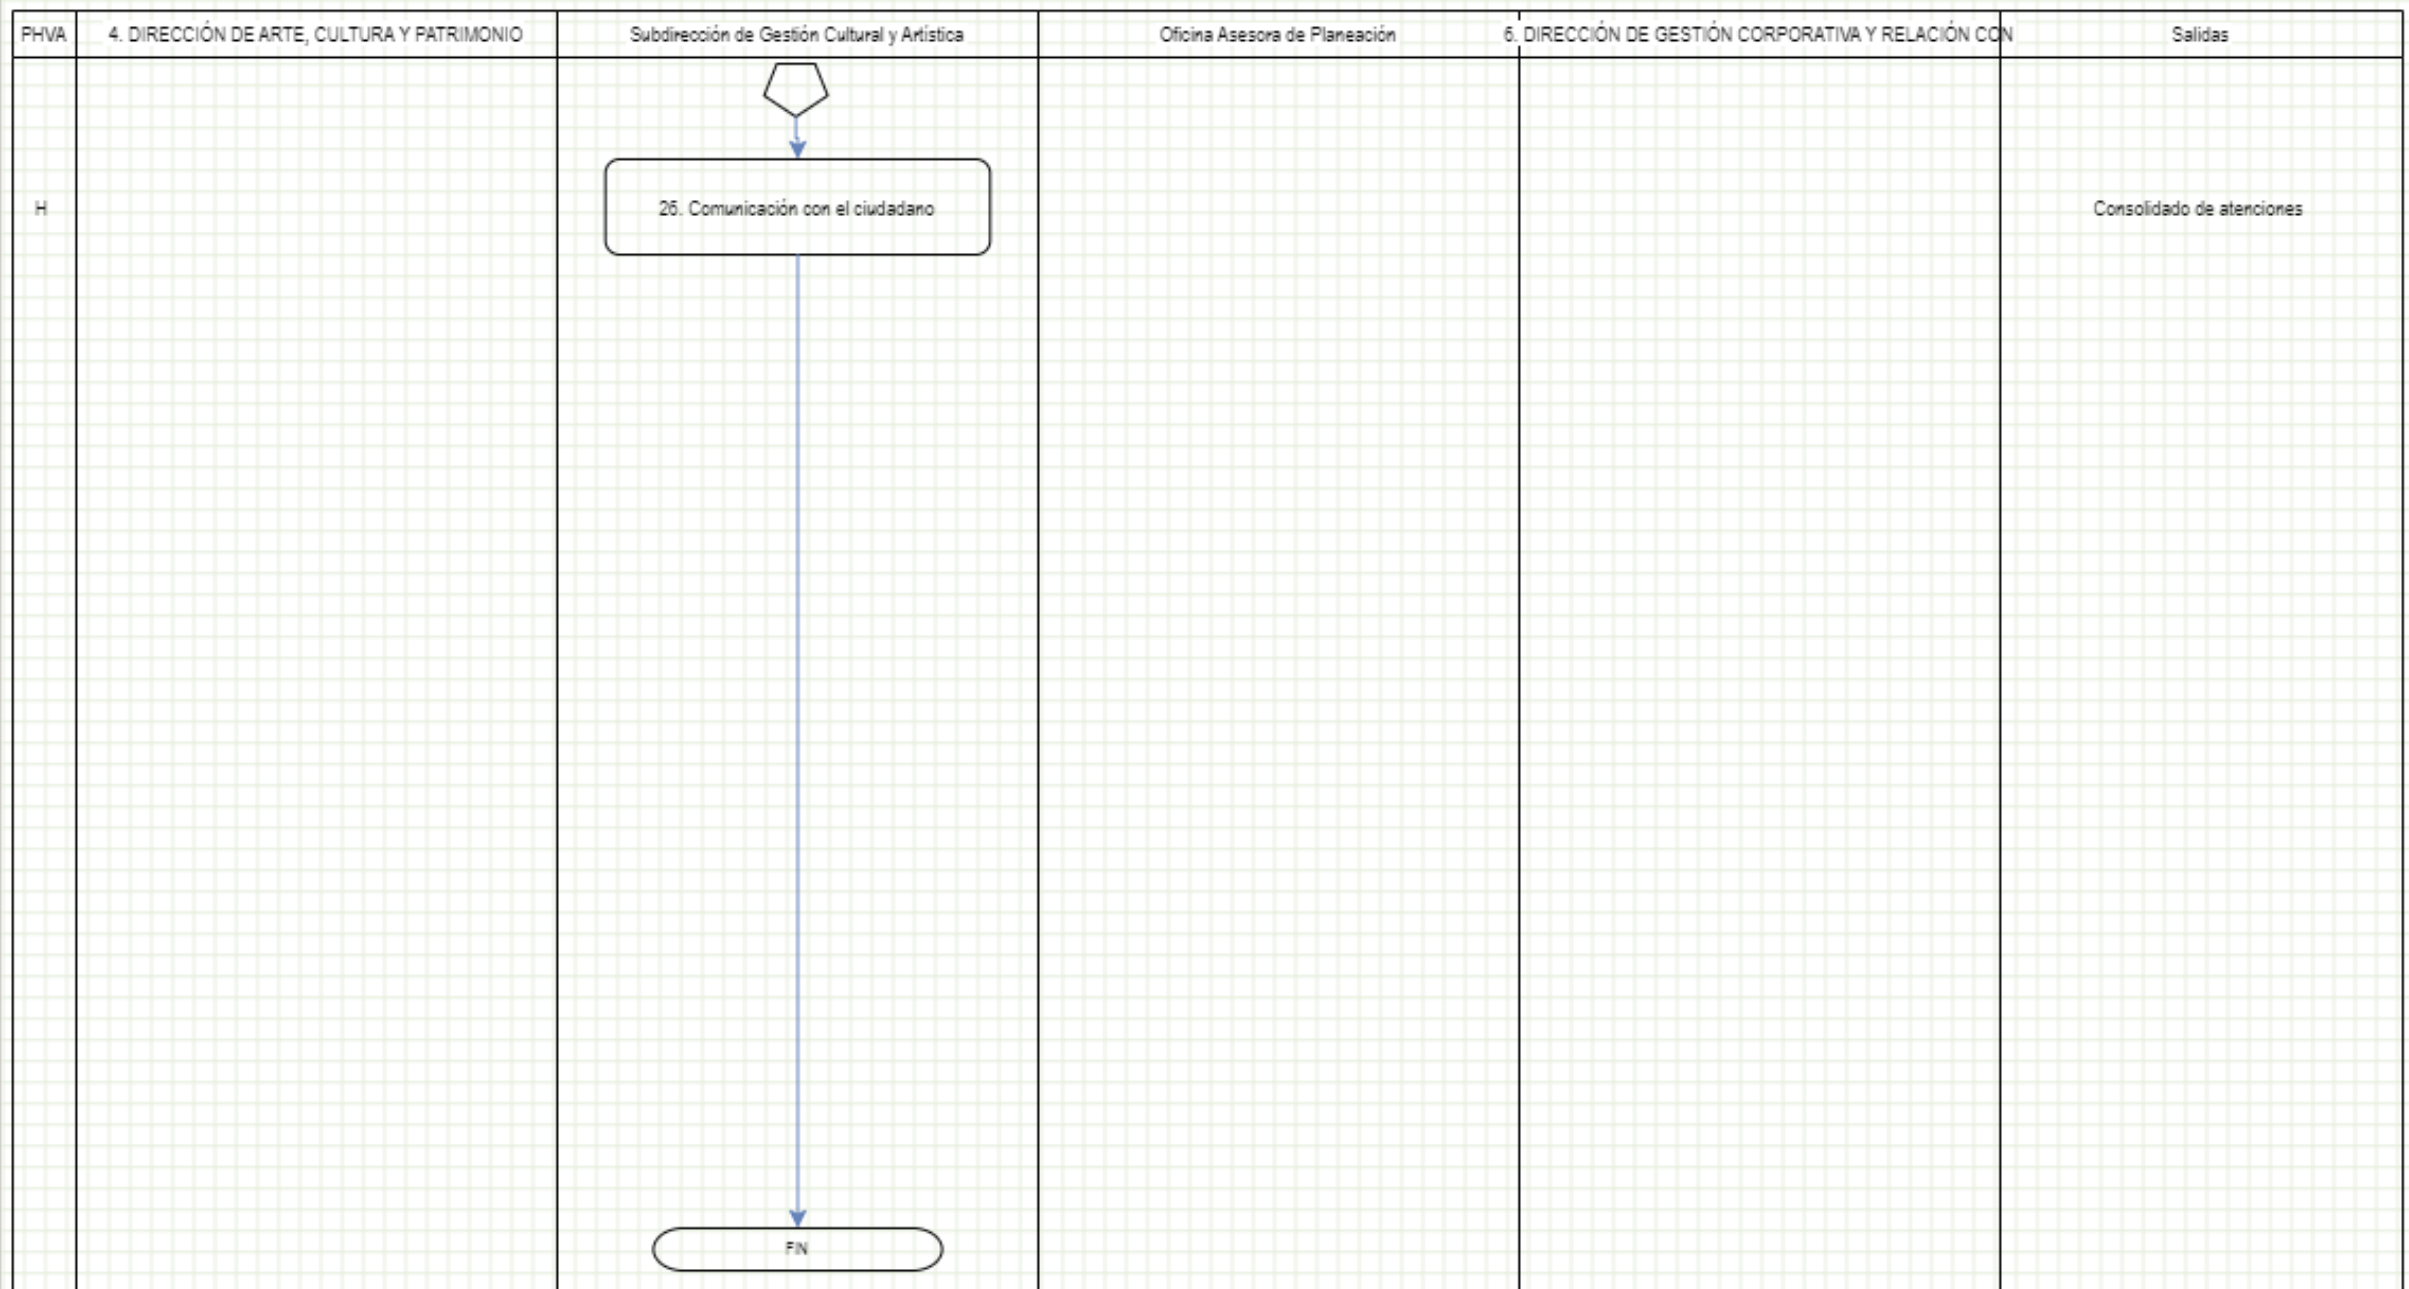 PHVA
4. DIRECCIÓN DE ARTE, CULTURA Y PATRIMONIO
Subdirección de Gestión Cultural y Artística
Oficina Asesora de Planeación
6. DIRECCIÓN DE GESTIÓN CORPORATIVA Y RELACIÓN CON
Salidas
H
26. Comunicación con el ciudadano
Consolidado de atenciones
FIN